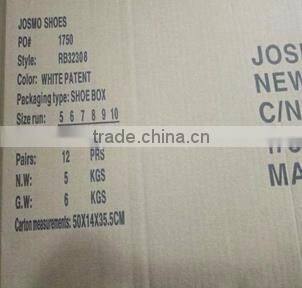 JOSMO SHOES
PO# 1750
Style: RB32308
Color: WHITE PATENT
Packaging type: SHOE BOX
Size run: 5 6 7 8 9 10
Pairs: 12 PRS
N.W: 5 KGS
G.W: 6 KGS
Carton measurements: 50X14X35.5CM
JOSM
NEW
C/N
MA
trade.china.cn